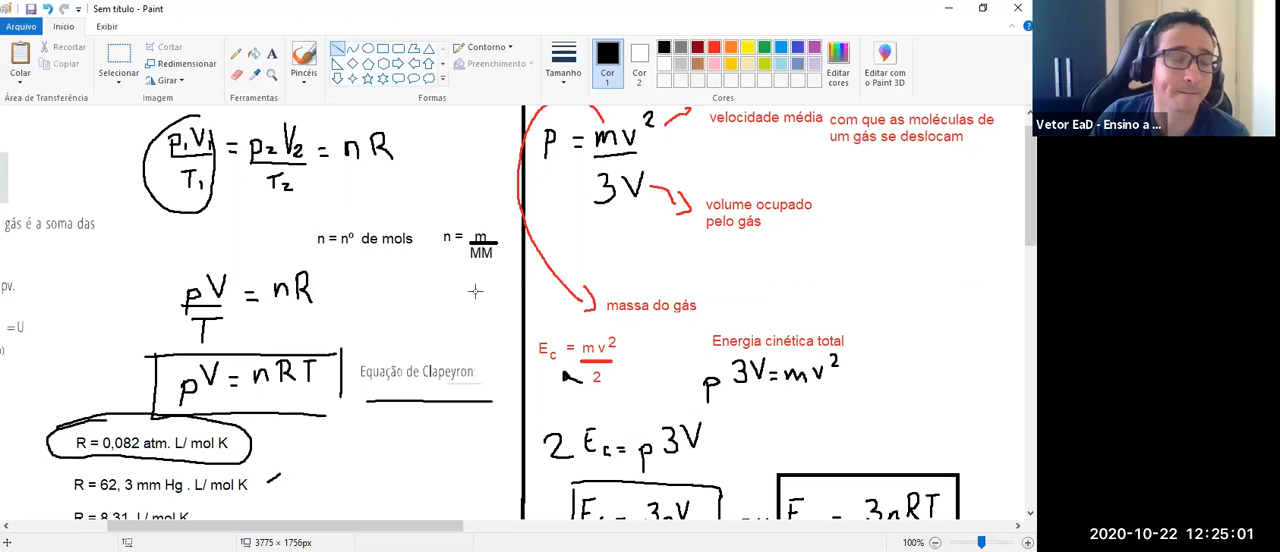 Sem título - Paint
Arquivo
Início
Exibir
Colar
Recortar
Copiar
Área de Transferência
Selecionar
Cortar
Redimensionar
Girar
Imagem
Pincéis
Ferramentas
Contorno
Preenchimento
Formas
Tamanho
Cor
1
Cor
2
Editar
cores
Editar com
o Paint 3D
Cores
gás é a soma das
pv.
= U
p₁V₁/T₁ = p₂V₂/T₂ = nR
n = nº de mols
n = m/MM
pV/T = nR
pV = nRT
Equação de Clapeyron:
R = 0,082 atm. L/ mol K
R = 62, 3 mm Hg . L/ mol K
R = 8,31 L/ mol K
P = mv²/3V
velocidade média
com que as moléculas de
um gás se deslocam
volume ocupado
pelo gás
massa do gás
Ec = mv²/2
Energia cinética total
p 3V = mv²
2 Ec = p 3V
3nRT
Vetor EaD - Ensino a ...
2020-10-22 12:25:01
3775 × 1756px
100%